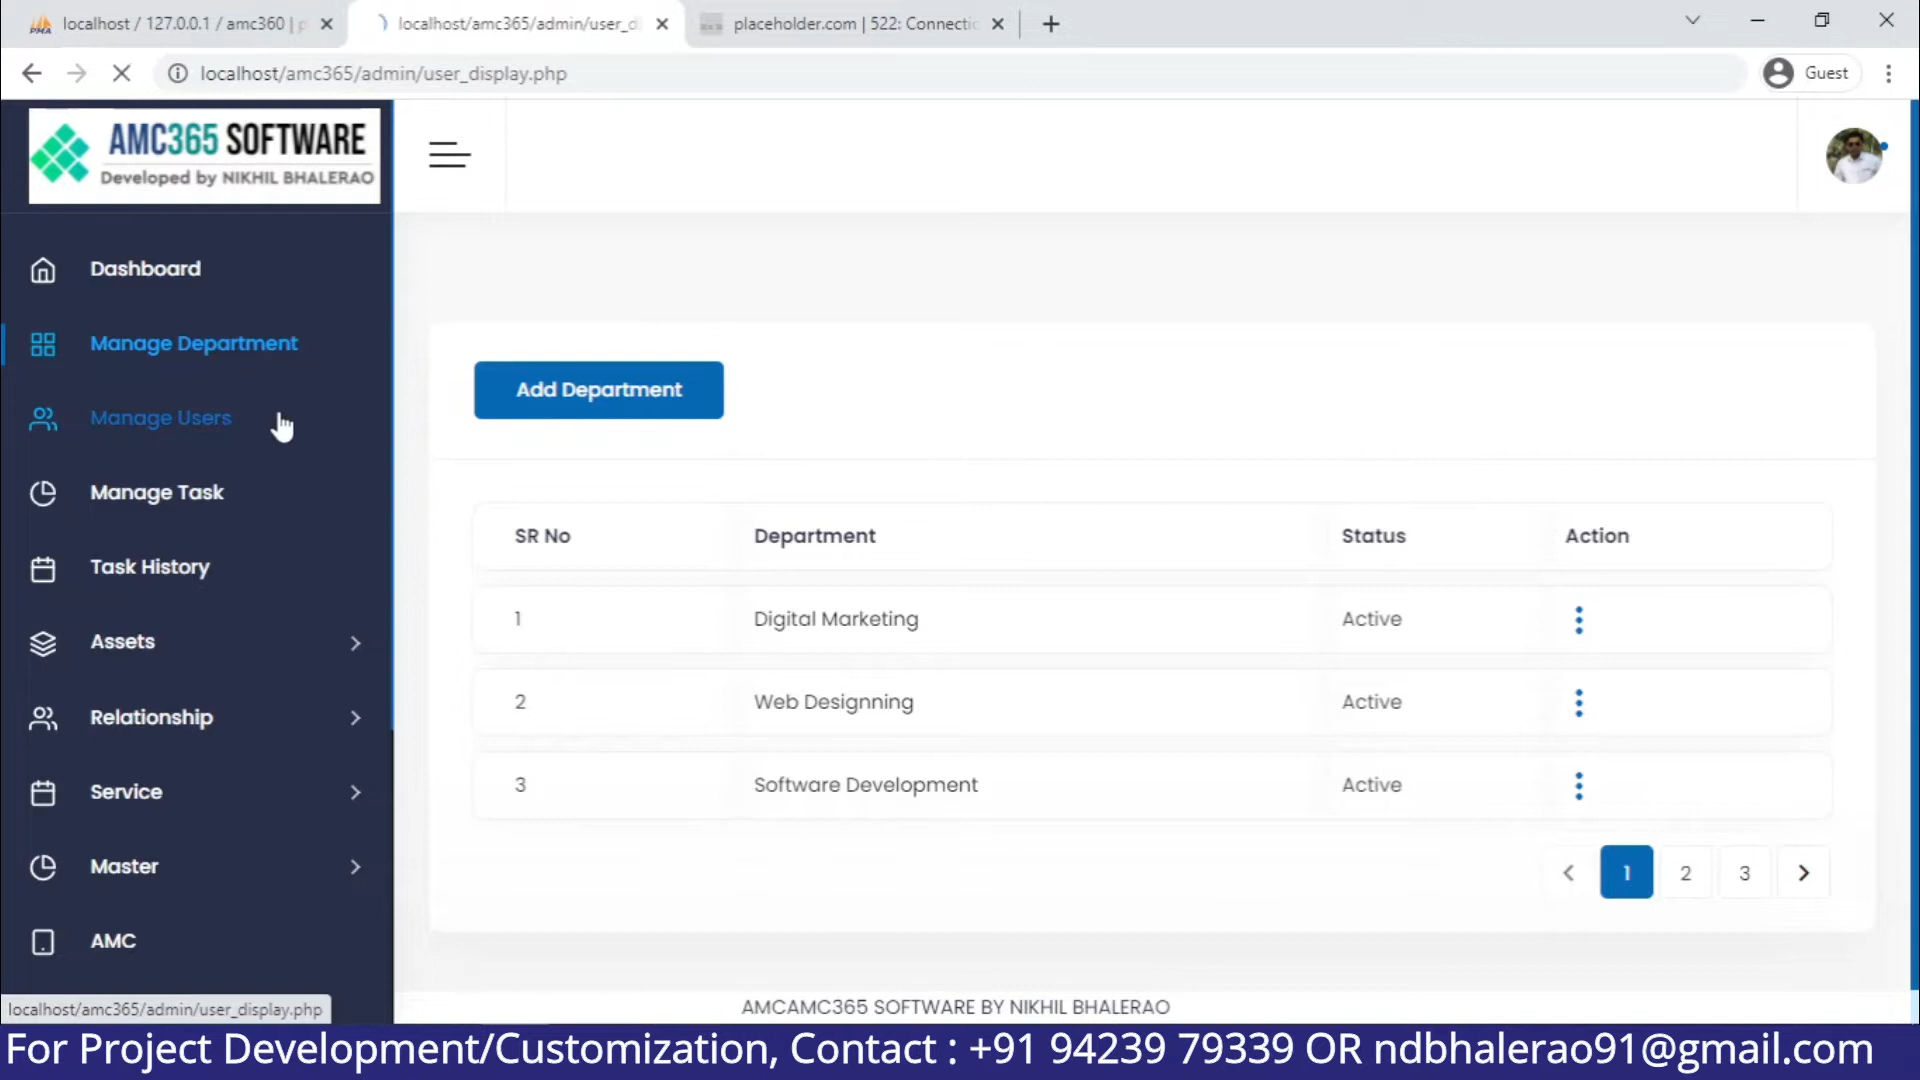 localhost / 127.0.0.1 / amc360 | p
localhost/amc365/admin/user_d
placeholder.com | 522: Connectio
localhost/amc365/admin/user_display.php
Guest
AMC365 SOFTWARE
Developed by NIKHIL BHALERAO
Dashboard
Manage Department
Manage Users
Manage Task
Task History
Assets
Relationship
Service
Master
AMC
localhost/amc365/admin/user_display.php
Add Department
SR No Department Status Action
1 Digital Marketing Active
2 Web Designning Active
3 Software Development Active
1 2 3
AMCAMC365 SOFTWARE BY NIKHIL BHALERAO
For Project Development/Customization, Contact : +91 94239 79339 OR ndbhalerao91@gmail.com